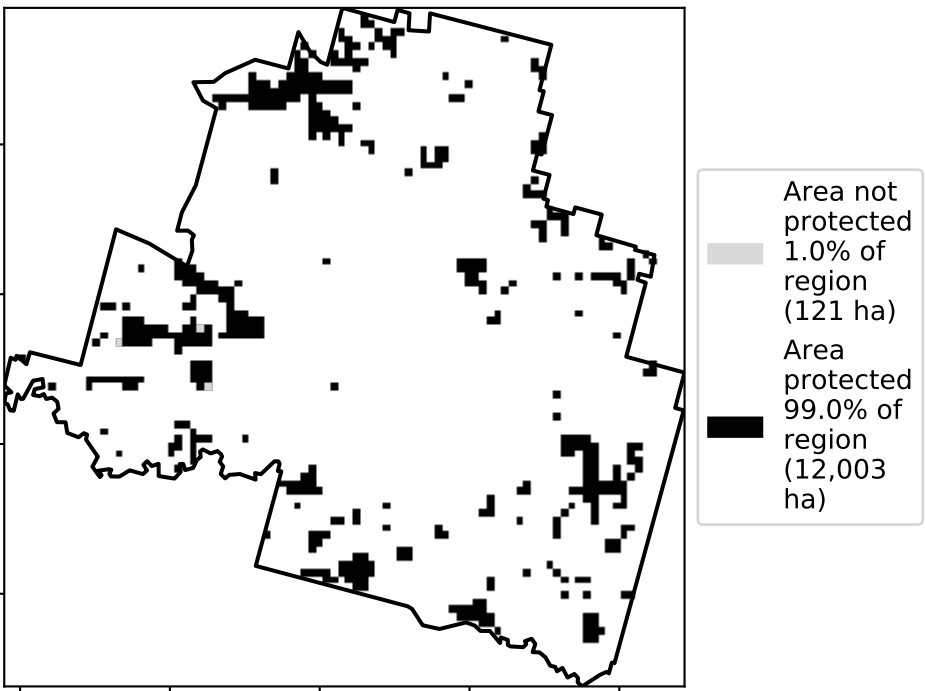 Area not
protected
1.0% of
region
(121 ha)
Area
protected
99.0% of
region
(12,003
ha)